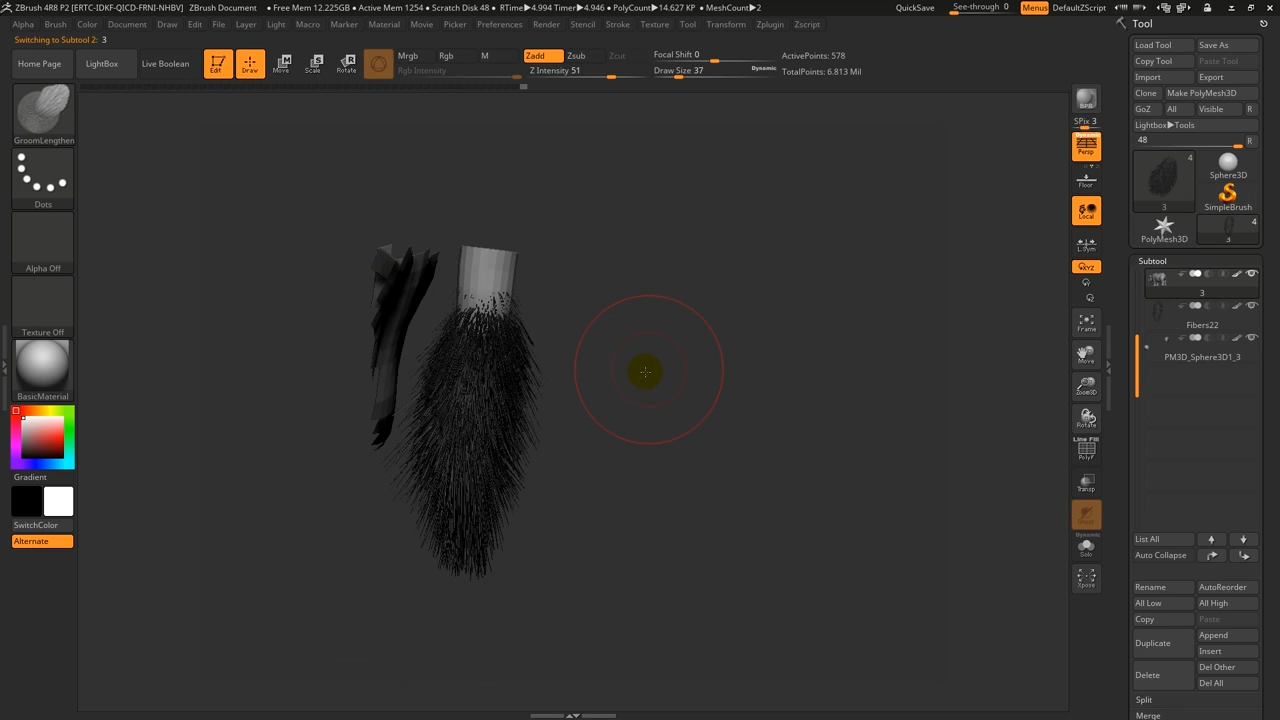 ZBrush 4R8 P2 [ERTC-IDKF-QICD-FRNI-NHBV] ZBrush Document • Free Mem 12.225GB • Active Mem 1254 • Scratch Disk 48 • RTime▶4.994 Timer▶4.946 • PolyCount▶14.627 KP • MeshCount▶2 QuickSave See-through 0 Menus DefaultZScript
Alpha Brush Color Document Draw Edit File Layer Light Macro Marker Material Movie Picker Preferences Render Stencil Stroke Texture Tool Transform Zplugin Zscript
Switching to Subtool 2: 3
Home Page LightBox Live Boolean Edit Draw Move Scale Rotate
Mrgb Rgb M Zadd Zsub Zcut Focal Shift 0 ActivePoints: 578
Rgb Intensity Z Intensity 51 Draw Size 37 Dynamic TotalPoints: 6.813 Mil
GroomLengthen
Dots
Alpha Off
Texture Off
BasicMaterial
Gradient
SwitchColor
Alternate
BPR
SPix 3
Dynamic
Persp
Floor
Local
L.Sym
XYZ
Frame
Move
Zoom3D
Rotate
Line Fill
PolyF
Transp
Dynamic
Solo
Xpose
Tool
Load Tool Save As
Copy Tool Paste Tool
Import Export
Clone Make PolyMesh3D
GoZ All Visible R
Lightbox▶Tools
48 R
4
3
Sphere3D
SimpleBrush
PolyMesh3D
4
3
Subtool
3
Fibers22
PM3D_Sphere3D1_3
List All
Auto Collapse
Rename AutoReorder
All Low All High
Copy Paste
Duplicate Append
Insert
Delete Del Other
Del All
Split
Merge